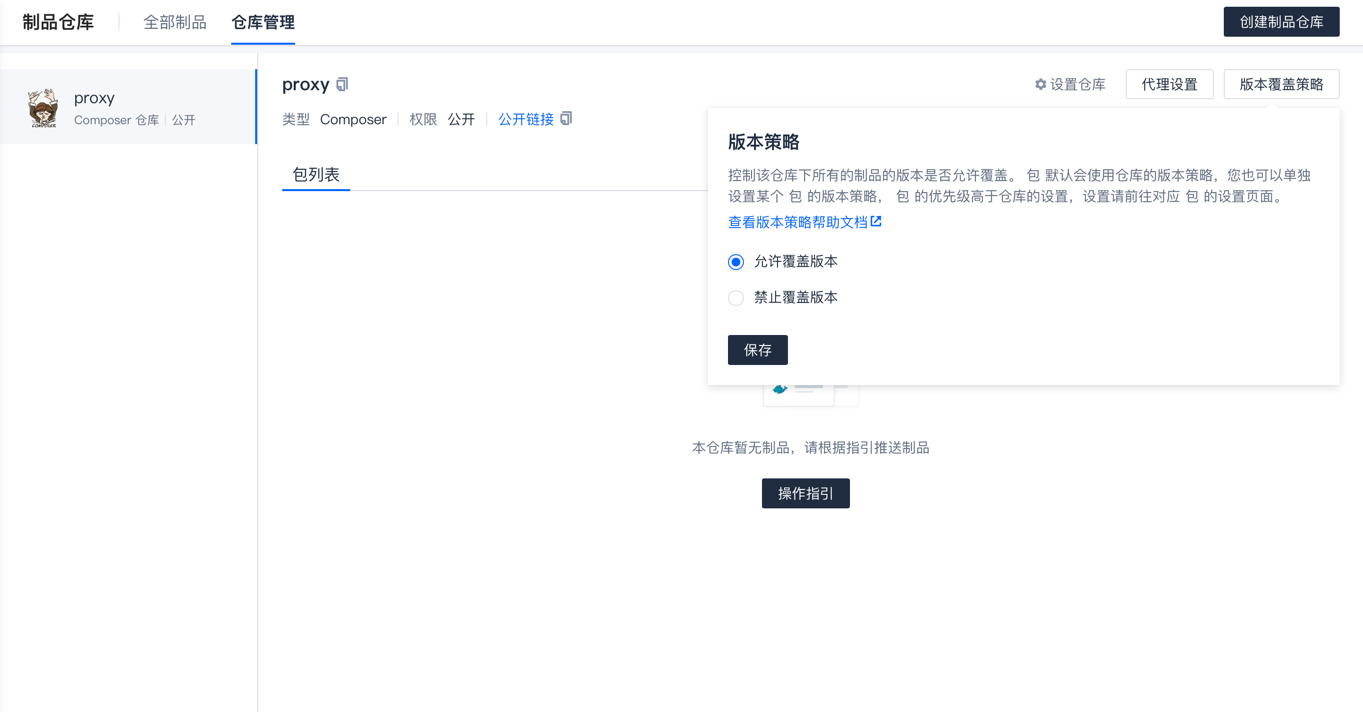 制品仓库 全部制品 仓库管理 创建制品仓库
proxy
Composer 仓库 公开
proxy 设置仓库 代理设置 版本覆盖策略
类型 Composer 权限 公开 公开链接
包列表
版本策略
控制该仓库下所有的制品的版本是否允许覆盖。 包 默认会使用仓库的版本策略，您也可以单独
设置某个 包 的版本策略， 包 的优先级高于仓库的设置，设置请前往对应 包 的设置页面。
查看版本策略帮助文档
允许覆盖版本
禁止覆盖版本
保存
本仓库暂无制品，请根据指引推送制品
操作指引